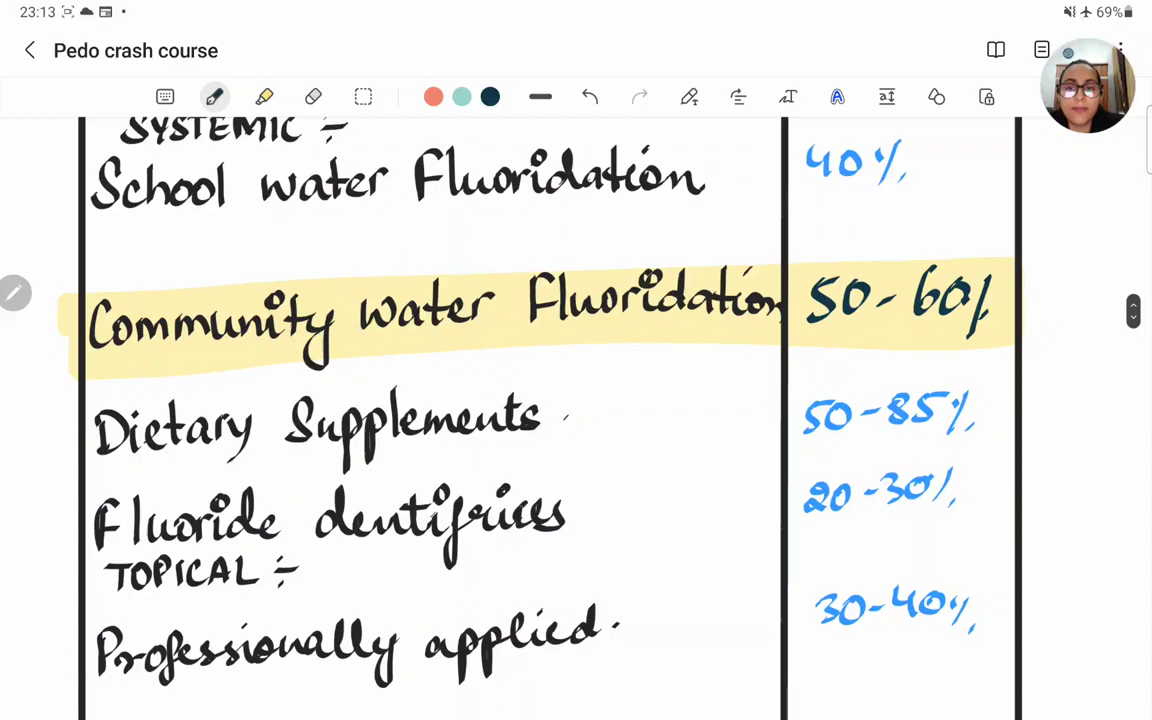 23:13
69%
Pedo crash course
SYSTEMIC :-
School water Fluoridation 40%
Community water Fluoridation 50-60%
Dietary Supplements 50-85%
Fluoride dentifrices 20-30%
TOPICAL :-
Professionally applied. 30-40%